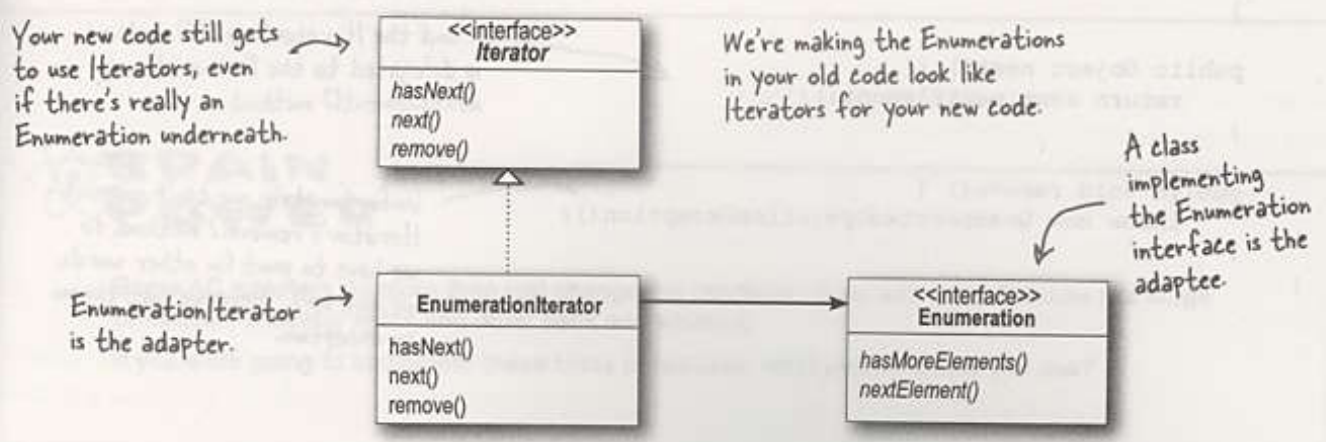 Your new code still gets
to use Iterators, even
if there's really an
Enumeration underneath.
<<interface>>
Iterator
hasNext()
next()
remove()
We're making the Enumerations
in your old code look like
Iterators for your new code.
A class
implementing
the Enumeration
interface is the
adaptee.
EnumerationIterator
is the adapter.
EnumerationIterator
hasNext()
next()
remove()
<<interface>>
Enumeration
hasMoreElements()
nextElement()